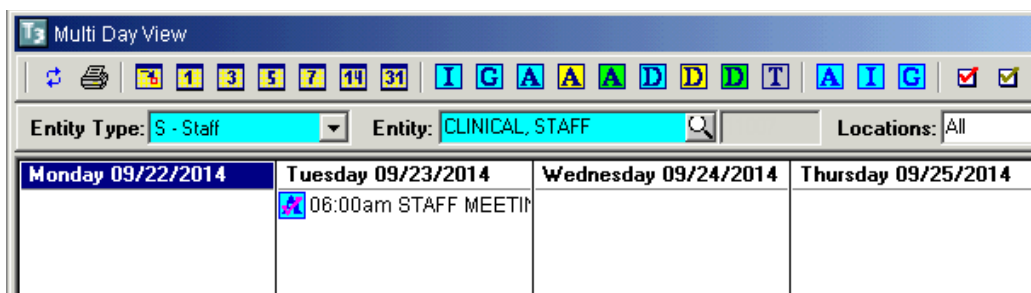 T3 Multi Day View
1 3 5 7 14 31 I G A A A D D D T A I G
Entity Type: S - Staff Entity: CLINICAL, STAFF Locations: All
Monday 09/22/2014 Tuesday 09/23/2014 Wednesday 09/24/2014 Thursday 09/25/2014
06:00am STAFF MEETIN